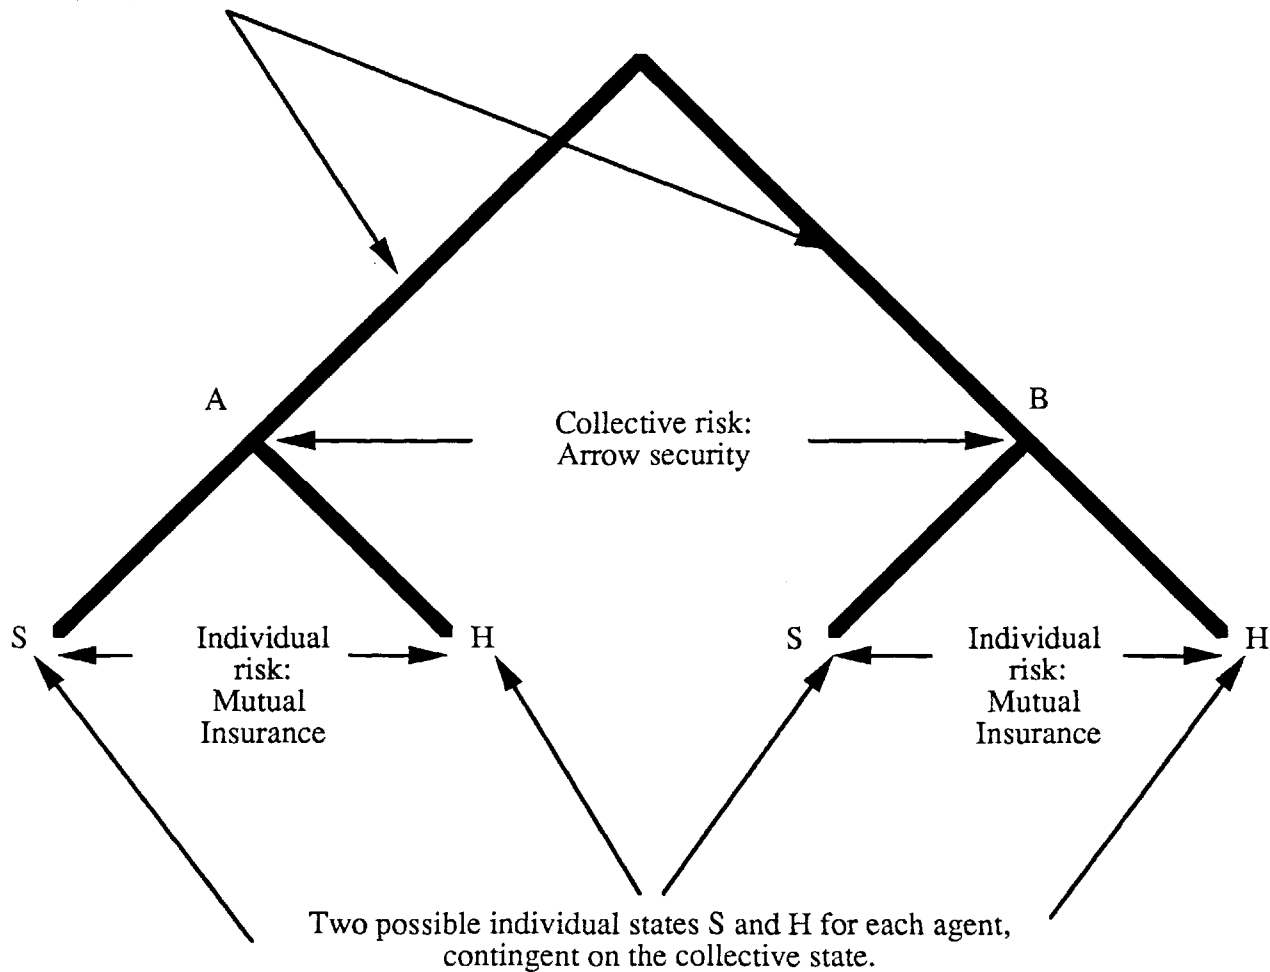 A
B
Collective risk:
Arrow security
S
Individual
risk:
Mutual
Insurance
H
S
Individual
risk:
Mutual
Insurance
H
Two possible individual states S and H for each agent,
contingent on the collective state.